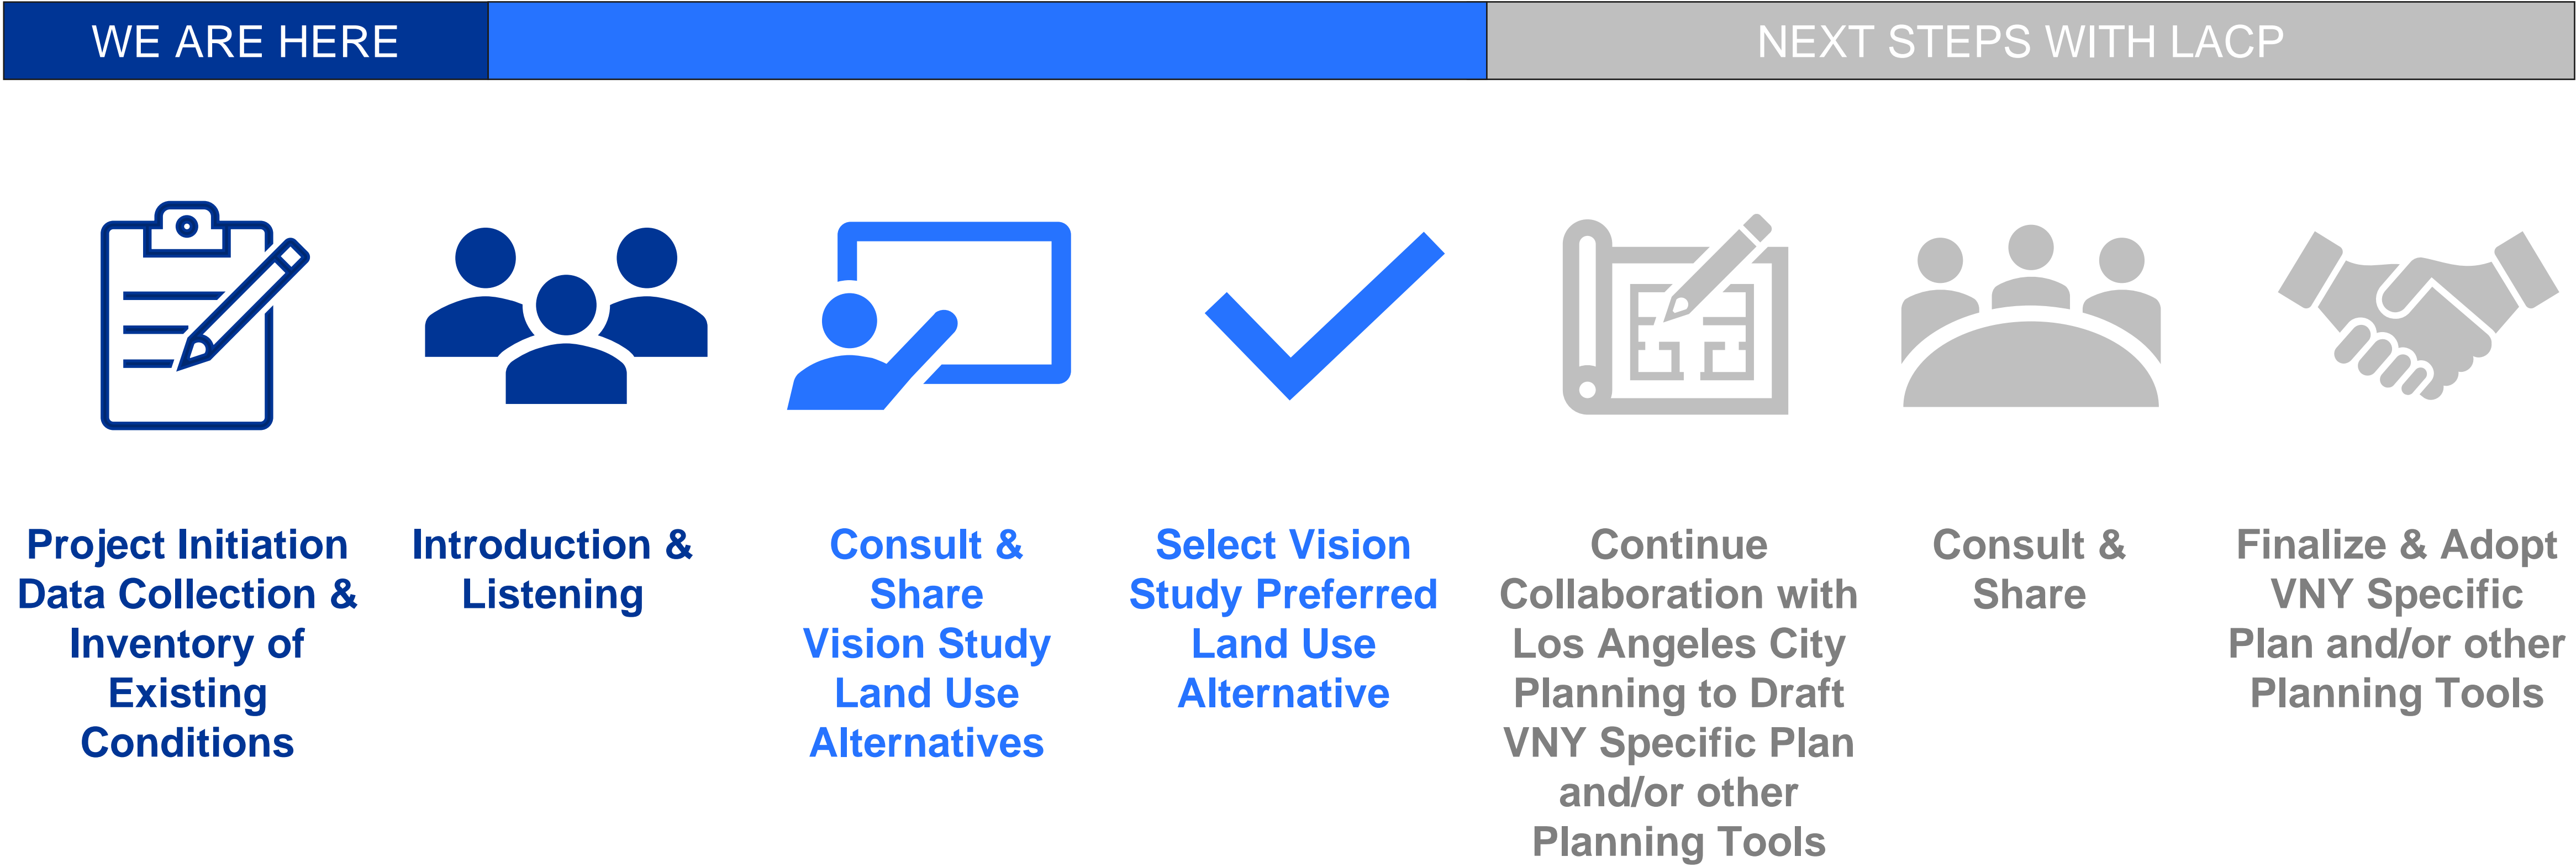 WE ARE HERE
NEXT STEPS WITH LACP
Project Initiation
Data Collection &
Inventory of
Existing
Conditions
Introduction &
Listening
Consult &
Share
Vision Study
Land Use
Alternatives
Select Vision
Study Preferred
Land Use
Alternative
Continue
Collaboration with
Los Angeles City
Planning to Draft
VNY Specific Plan
and/or other
Planning Tools
Consult &
Share
Finalize & Adopt
VNY Specific
Plan and/or other
Planning Tools